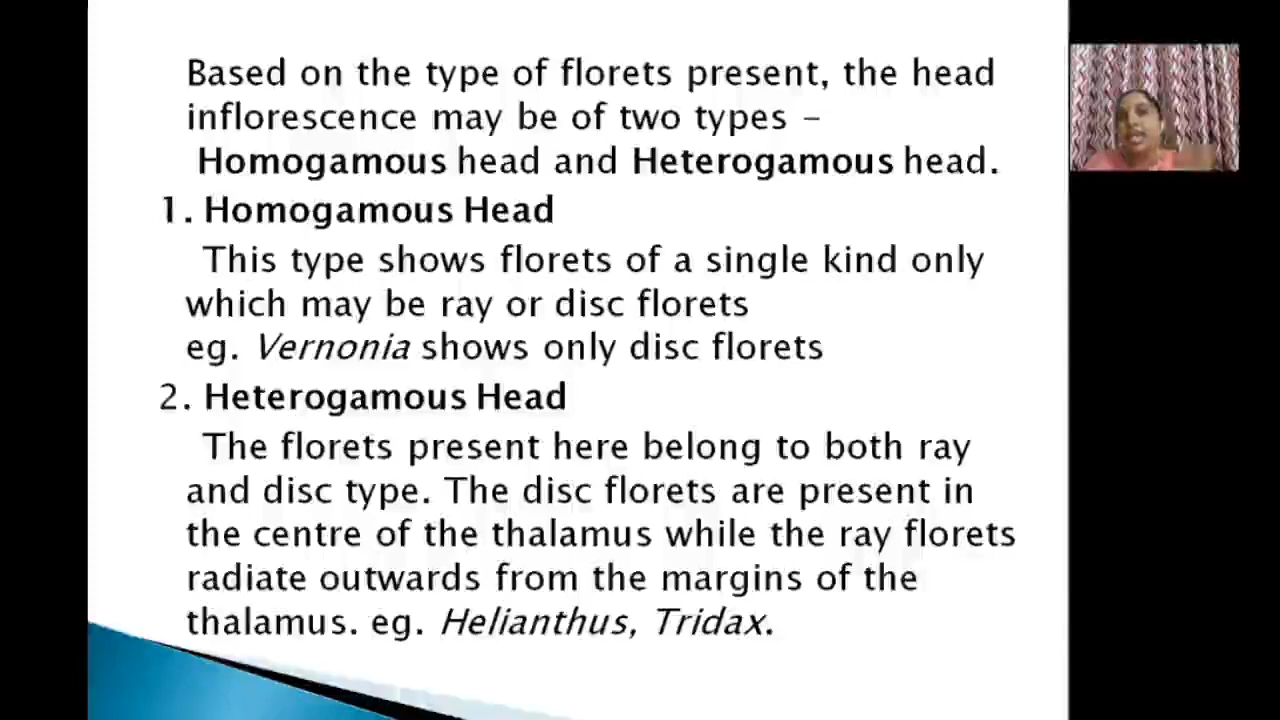 Based on the type of florets present, the head
inflorescence may be of two types –
Homogamous head and Heterogamous head.
1. Homogamous Head
This type shows florets of a single kind only
which may be ray or disc florets
eg. Vernonia shows only disc florets
2. Heterogamous Head
The florets present here belong to both ray
and disc type. The disc florets are present in
the centre of the thalamus while the ray florets
radiate outwards from the margins of the
thalamus. eg. Helianthus, Tridax.